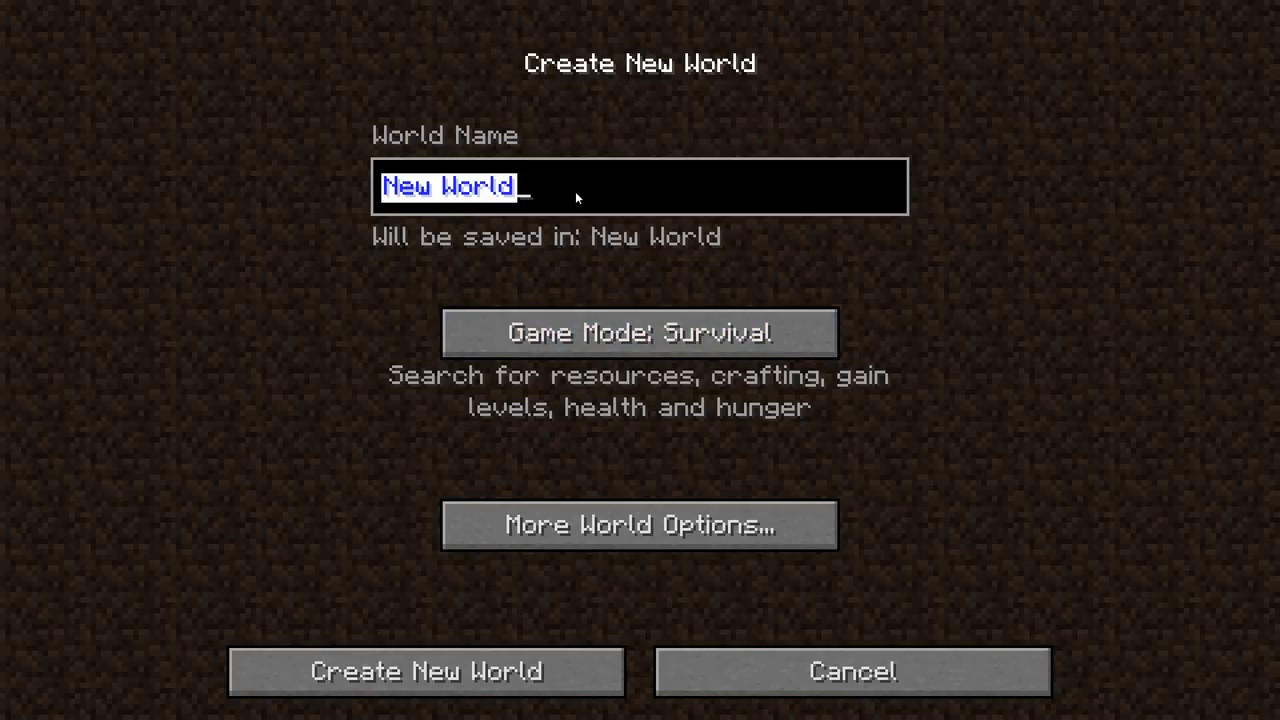 Create New World
World Name
New World_
Will be saved in: New World
Game Mode: Survival
Search for resources, crafting, gain
levels, health and hunger
More World Options...
Create New World
Cancel